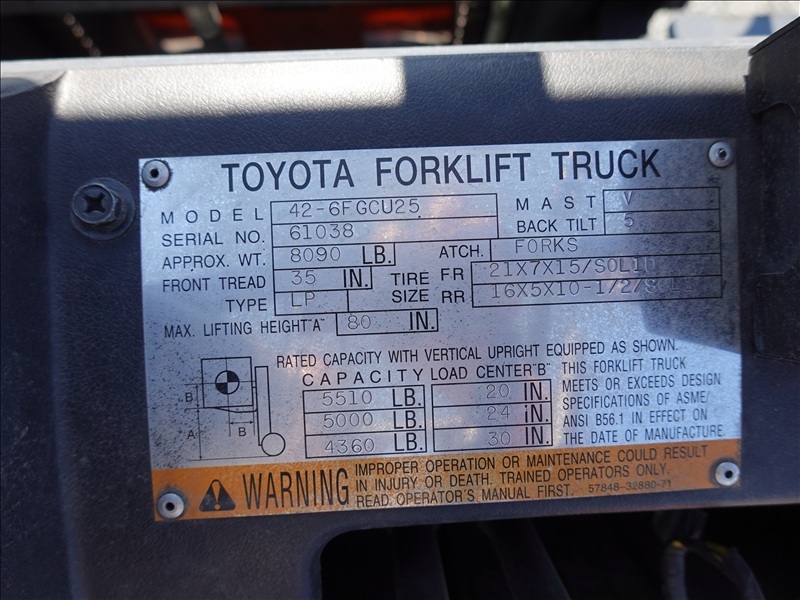 TOYOTA FORKLIFT TRUCK
MODEL 42-6FGCU25 MAST V
SERIAL NO. 61038 BACK TILT 5
APPROX. WT. 8090 LB. ATCH. FORKS
FRONT TREAD 35 IN. TIRE SIZE FR 21X7X15/SOLID
TYPE LP RR 16X5X10-1/2/
MAX. LIFTING HEIGHT "A" 80 IN.
RATED CAPACITY WITH VERTICAL UPRIGHT EQUIPPED AS SHOWN.
CAPACITY LOAD CENTER "B"
5510 LB. 20 IN.
5000 LB. 24 IN.
4360 LB. 30 IN.
THIS FORKLIFT TRUCK
MEETS OR EXCEEDS DESIGN
SPECIFICATIONS OF ASME/
ANSI B56.1 IN EFFECT ON
THE DATE OF MANUFACTURE.
B
B
A
WARNING
IMPROPER OPERATION OR MAINTENANCE COULD RESULT
IN INJURY OR DEATH. TRAINED OPERATORS ONLY.
READ OPERATOR'S MANUAL FIRST. 57848-32880-71